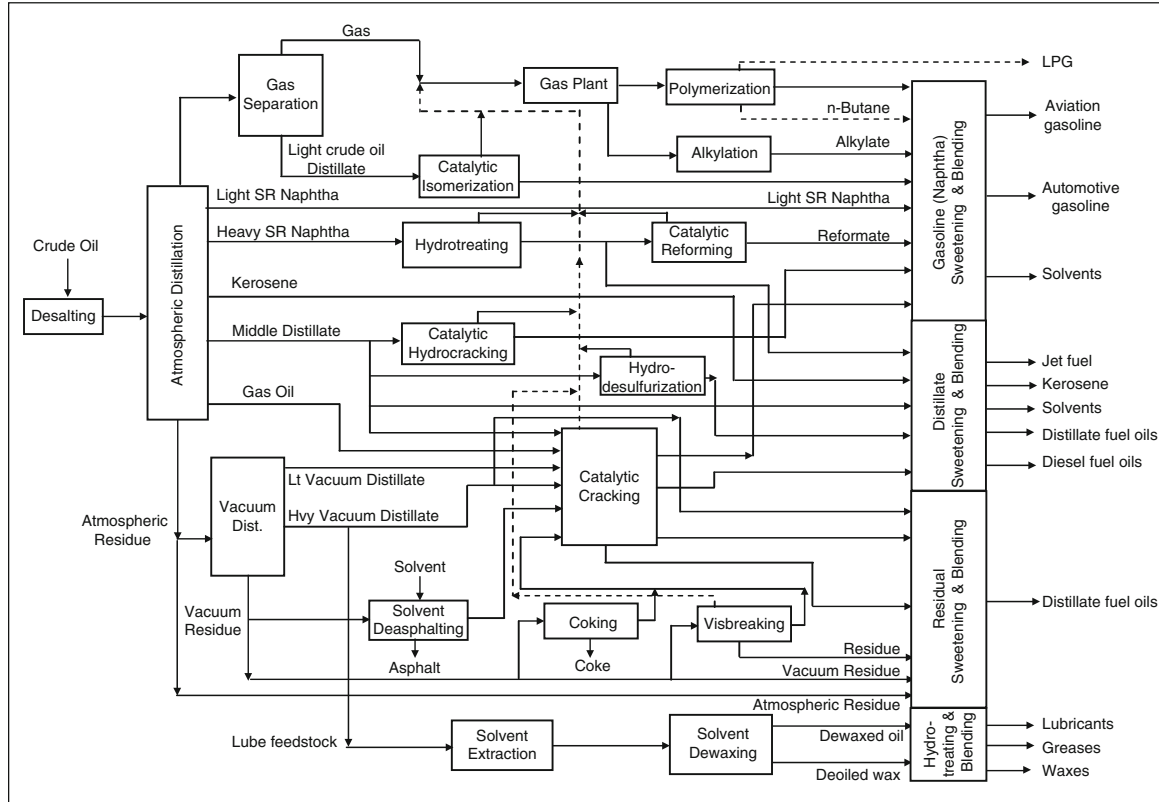 Gas
LPG
Gas
Separation
Gas Plant
Polymerization
n-Butane
Aviation
gasoline
Light crude oil
Distillate
Catalytic
Isomerization
Alkylation
Alkylate
Gasoline (Naphtha)
Sweetening & Blending
Light SR Naphtha
Light SR Naphtha
Automotive
gasoline
Heavy SR Naphtha
Hydrotreating
Catalytic
Reforming
Reformate
Crude Oil
Desalting
Atmospheric Distillation
Kerosene
Solvents
Middle Distillate
Catalytic
Hydrocracking
Hydro-
desulfurization
Distillate
Sweetening & Blending
Jet fuel
Kerosene
Solvents
Distillate fuel oils
Diesel fuel oils
Gas Oil
Catalytic
Cracking
Lt Vacuum Distillate
Vacuum
Dist.
Hvy Vacuum Distillate
Atmospheric
Residue
Solvent
Solvent
Deasphalting
Asphalt
Vacuum
Residue
Coking
Coke
Visbreaking
Residue
Vacuum Residue
Residual
Sweetening & Blending
Distillate fuel oils
Atmospheric Residue
Lube feedstock
Solvent
Extraction
Solvent
Dewaxing
Dewaxed oil
Deoiled wax
Hydro-
treating &
Blending
Lubricants
Greases
Waxes